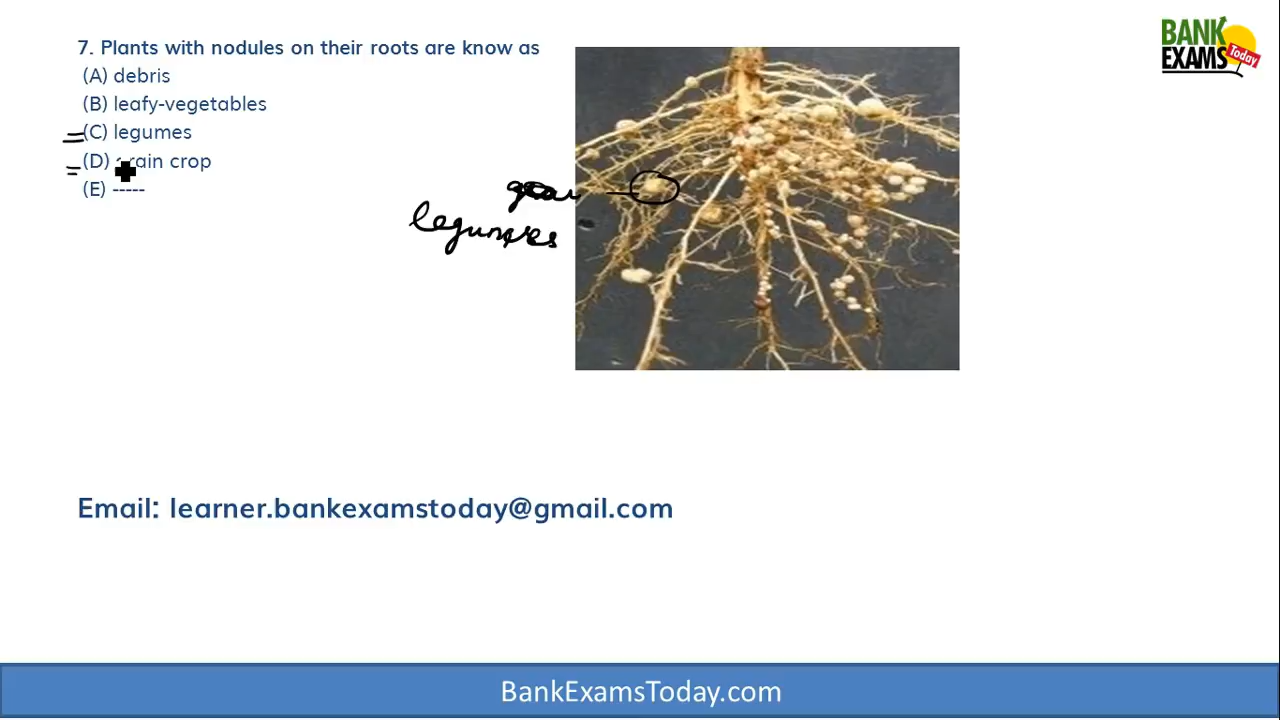 7. Plants with nodules on their roots are know as
(A) debris
(B) leafy-vegetables
(C) legumes
(D) crop
(E) -----
legumes
BANK
EXAMS Today
Email: learner.bankexamstoday@gmail.com
BankExamsToday.com